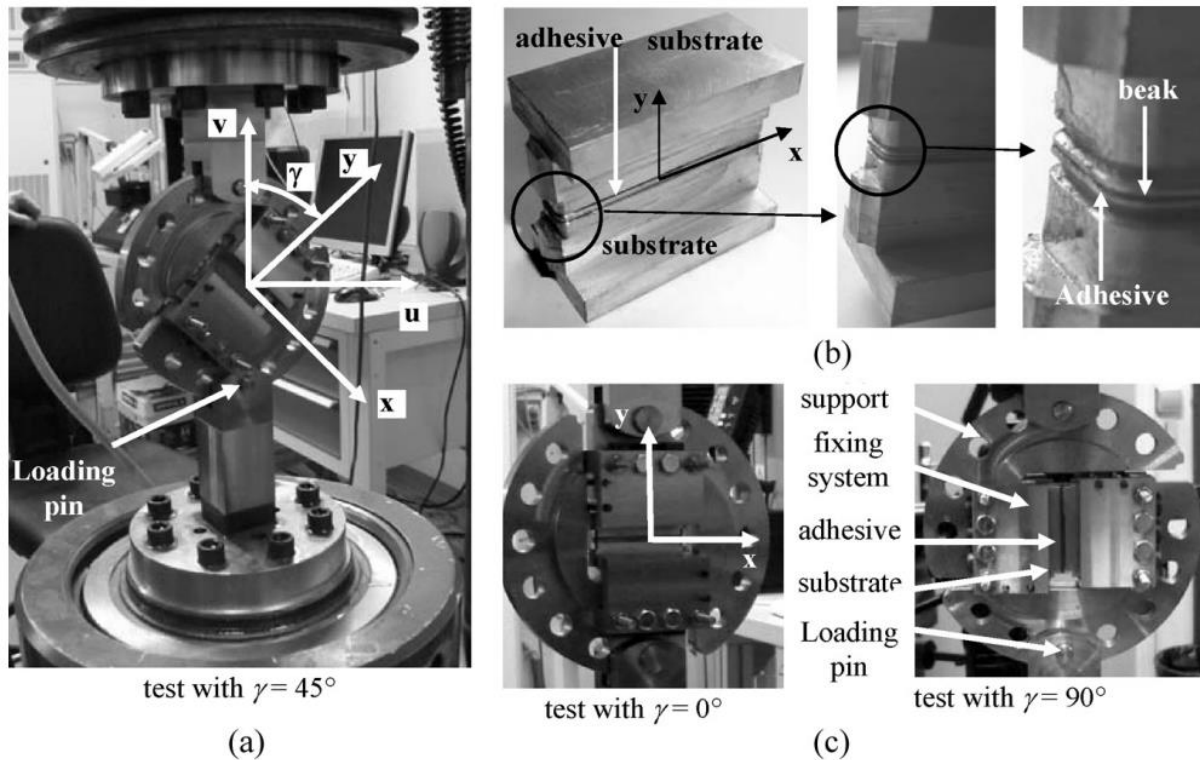 v
y
γ
u
x
Loading
pin
test with γ = 45°
(a)
adhesive
substrate
y
x
substrate
beak
Adhesive
(b)
y
x
test with γ = 0°
support
fixing
system
adhesive
substrate
Loading
pin
test with γ = 90°
(c)